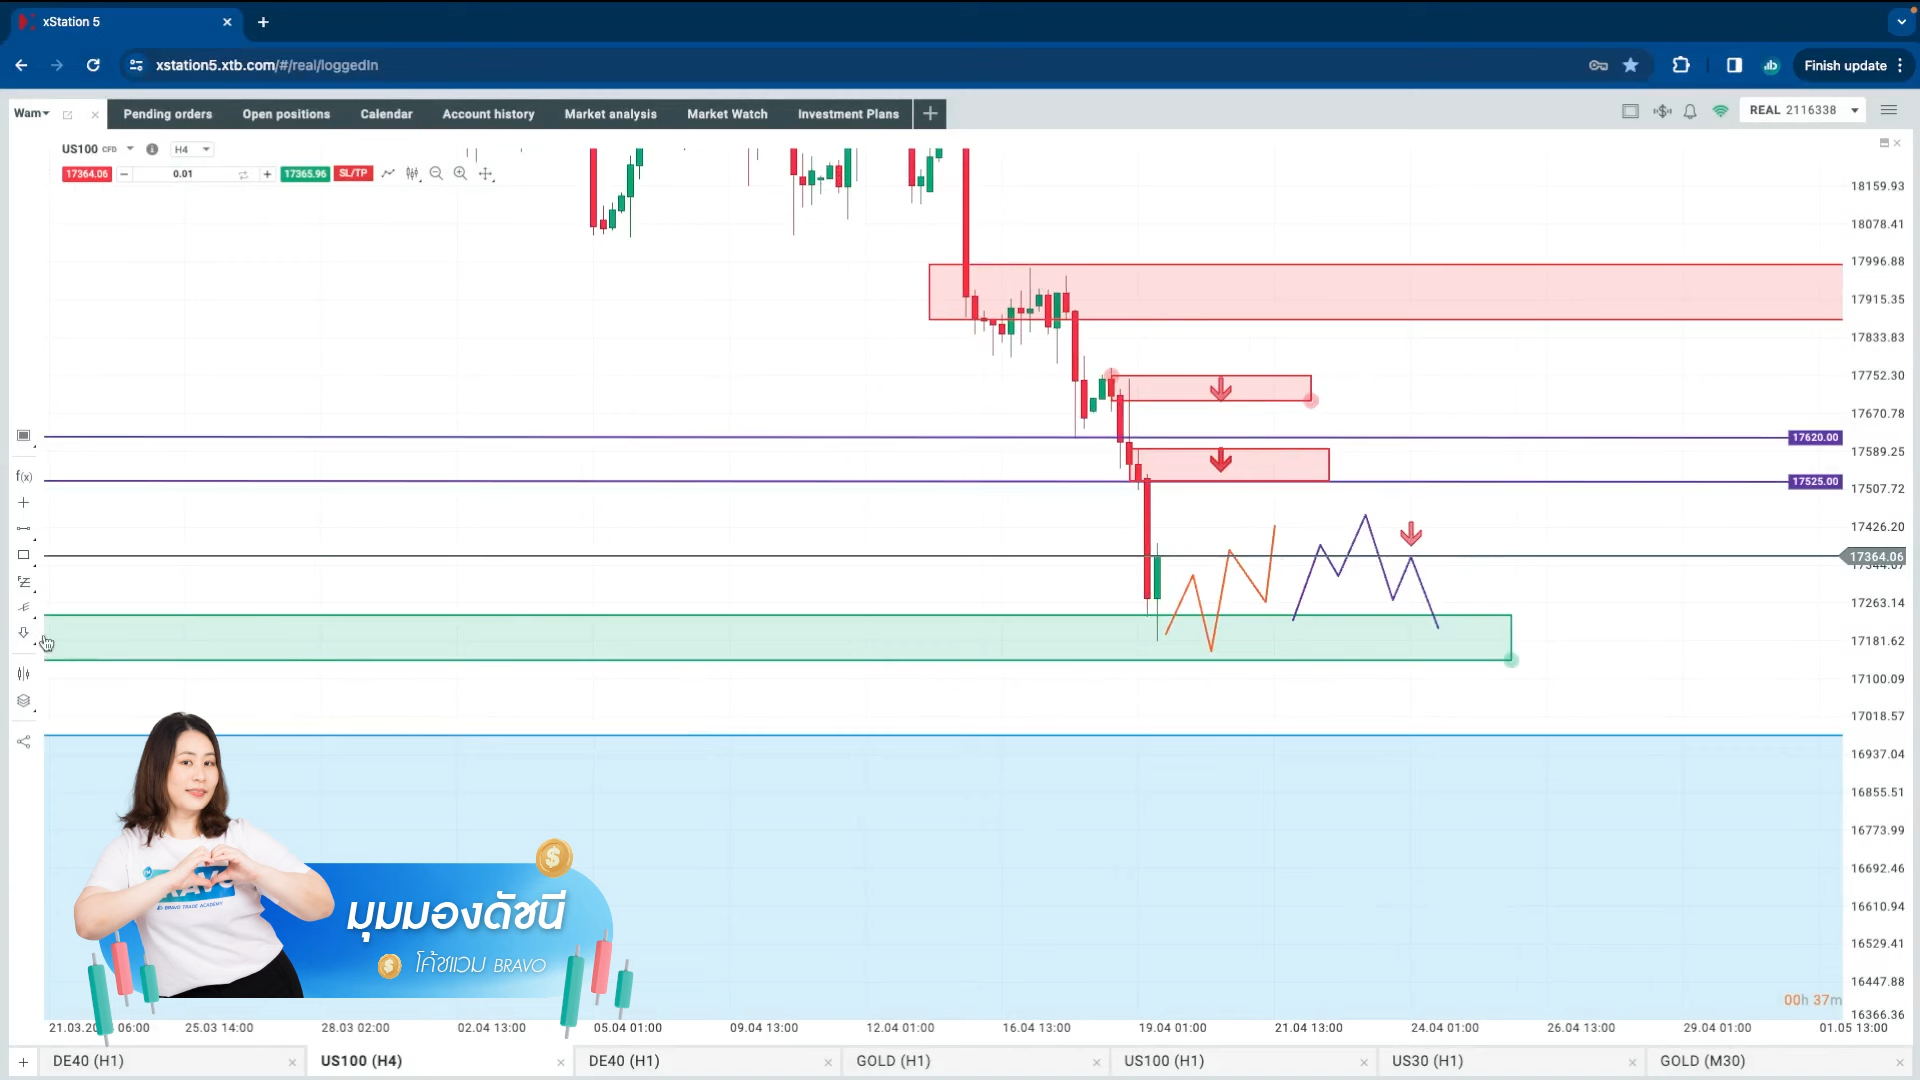 xStation 5
xstation5.xtb.com/#/real/loggedIn
Finish update
Wam
Pending orders
Open positions
Calendar
Account history
Market analysis
Market Watch
Investment Plans
REAL 2116338
US100 CFD
H4
17364.06
0.01
17365.96
SL/TP
18159.93
18078.41
17996.88
17915.35
17833.83
17752.30
17670.78
17620.00
17589.25
17525.00
17507.72
17426.20
17364.06
17263.14
17181.62
17100.09
17018.57
16937.04
16855.51
16773.99
16692.46
16610.94
16529.41
16447.88
16366.36
f(x)
BRAVO TRADE ACADEMY
มุมมองดัชนี
โค้ชแวม BRAVO
00h 37m
06:00
25.03 14:00
28.03 02:00
02.04 13:00
05.04 01:00
09.04 13:00
12.04 01:00
16.04 13:00
19.04 01:00
21.04 13:00
24.04 01:00
26.04 13:00
29.04 01:00
01.05 13:00
DE40 (H1)
US100 (H4)
DE40 (H1)
GOLD (H1)
US100 (H1)
US30 (H1)
GOLD (M30)